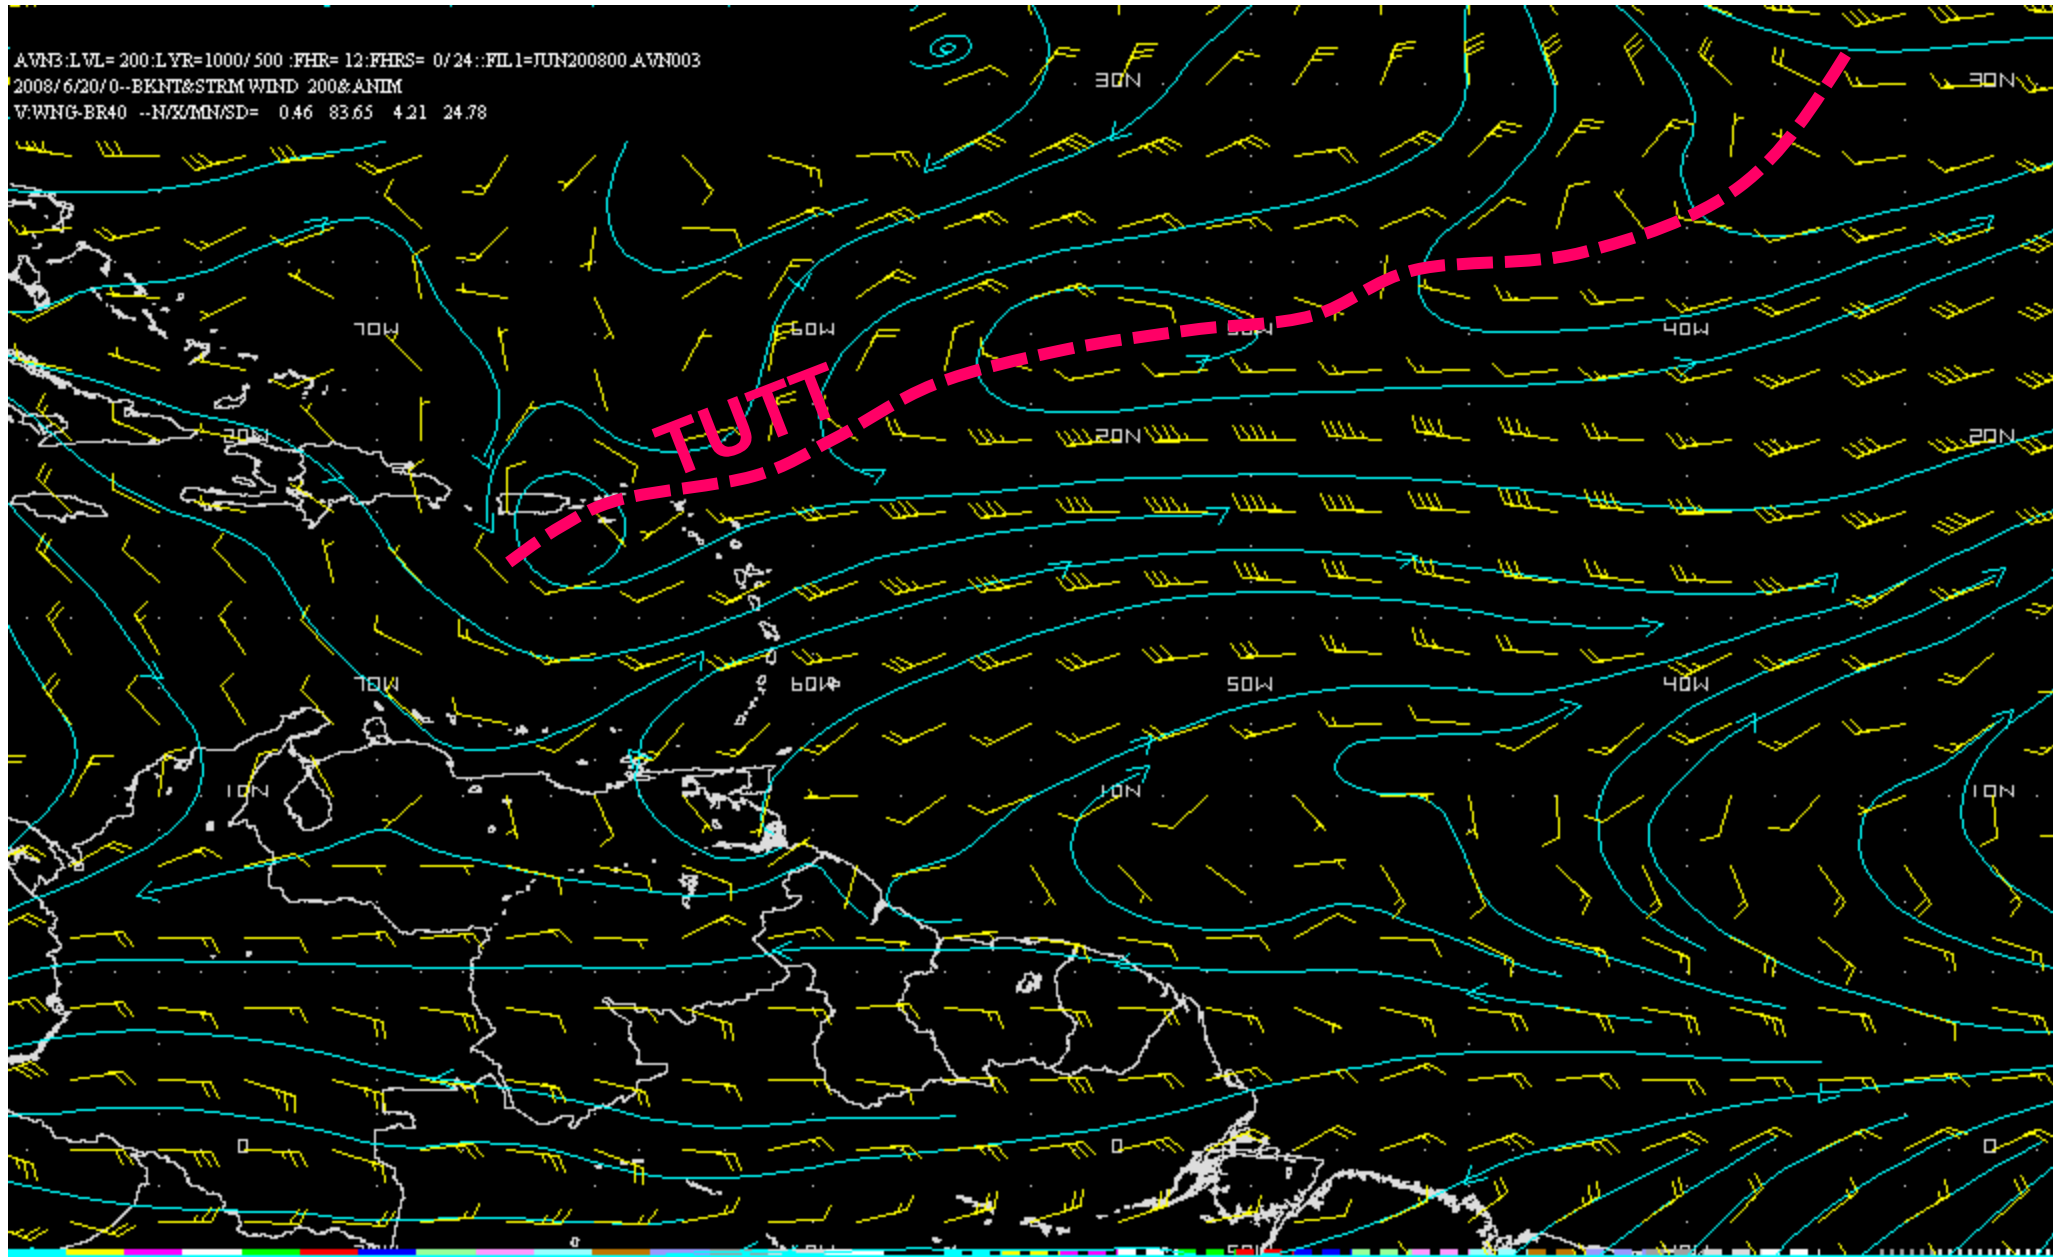 AVN3:LVL= 200:LYR=1000/ 500 :FHR= 12:FHRS= 0/ 24::FIL1=JUN200800.AVN003
2008/ 6/20/ 0--BKNT&STRM WIND 200&ANIM
V:WNG-BR40 --N/X/MN/SD= 0.46 83.65 4.21 24.78
30N 30N
70W 60W 50W 40W
TUTT
20N 20N 20N
70W 60W 50W 40W
10N 10N 10N
0 0 0